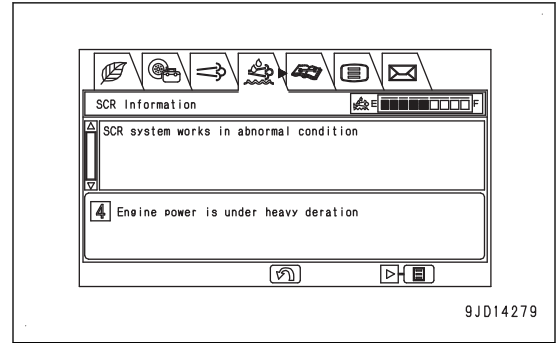 SCR Information
E F
SCR system works in abnormal condition
4 Engine power is under heavy deration
9JD14279